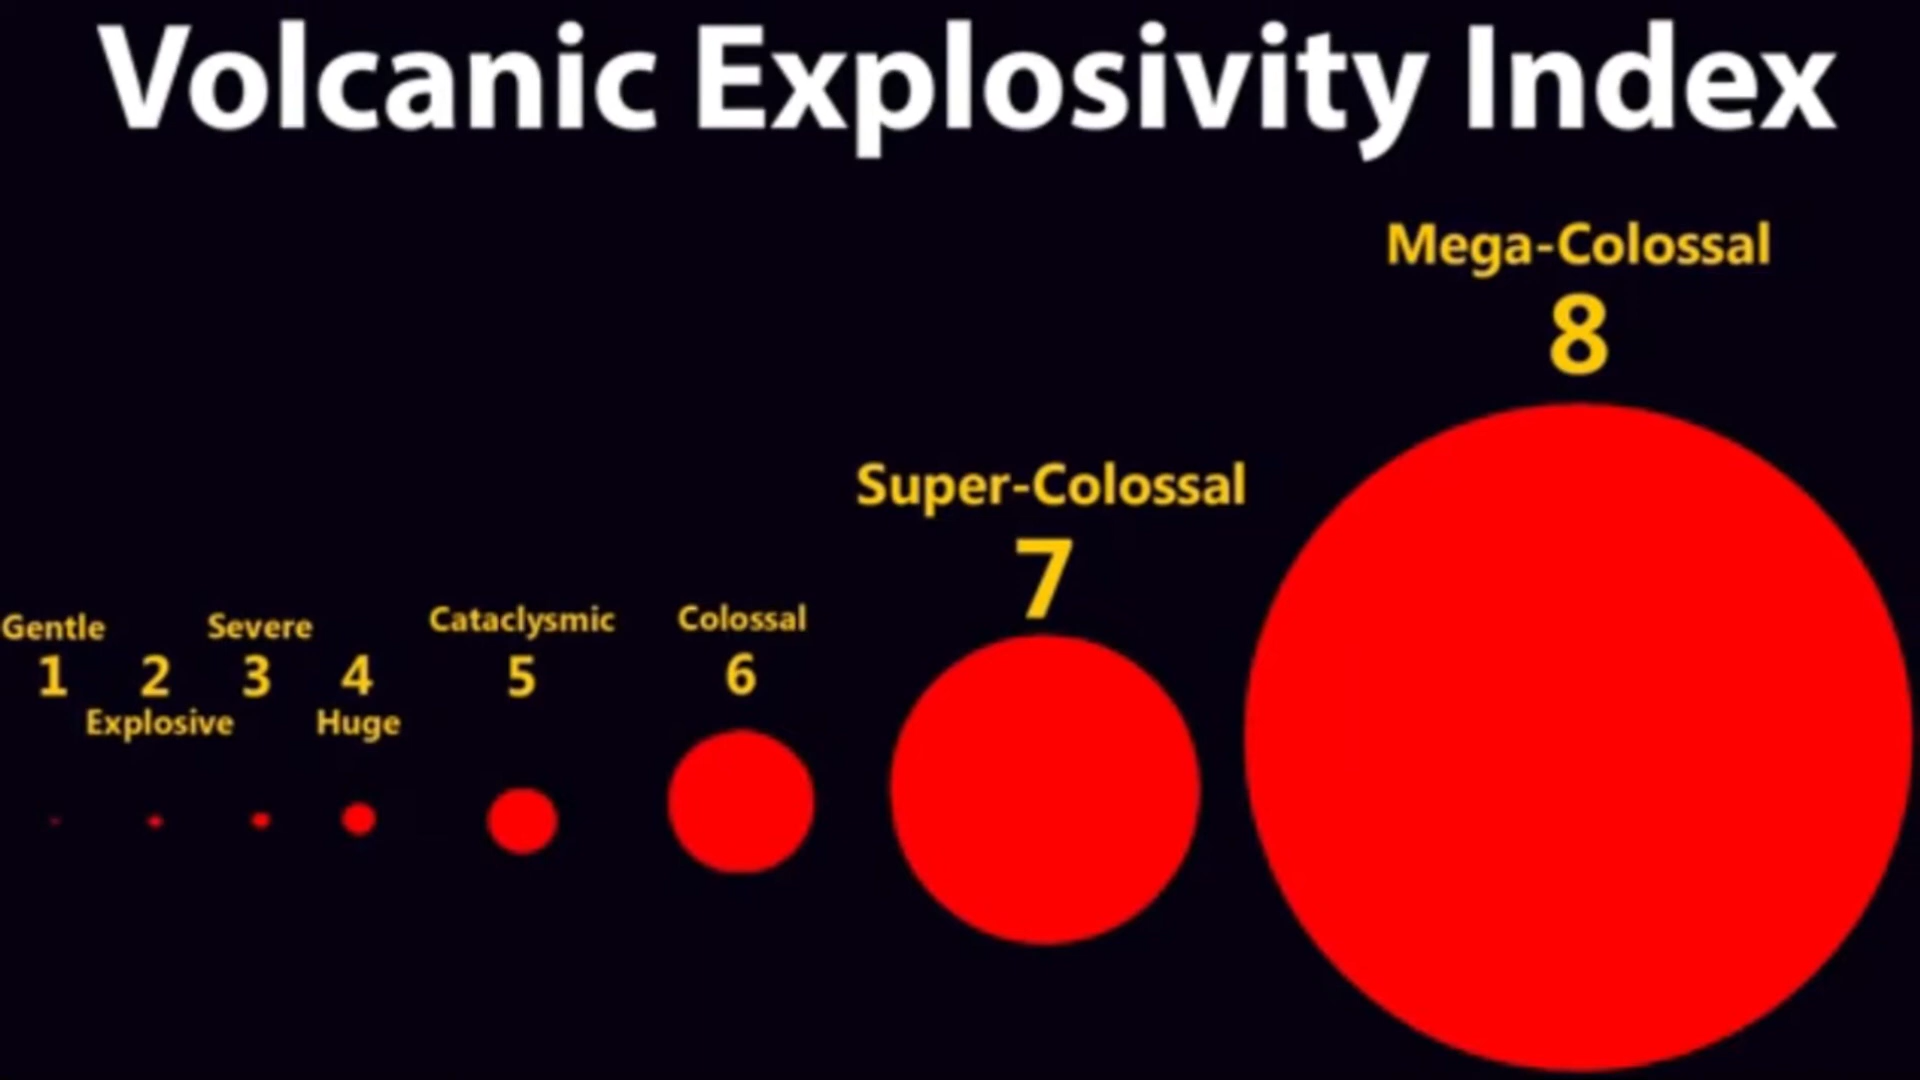 Volcanic Explosivity Index
Mega-Colossal
8
Super-Colossal
7
Gentle Severe Cataclysmic Colossal
1 2 3 4 5 6
Explosive Huge